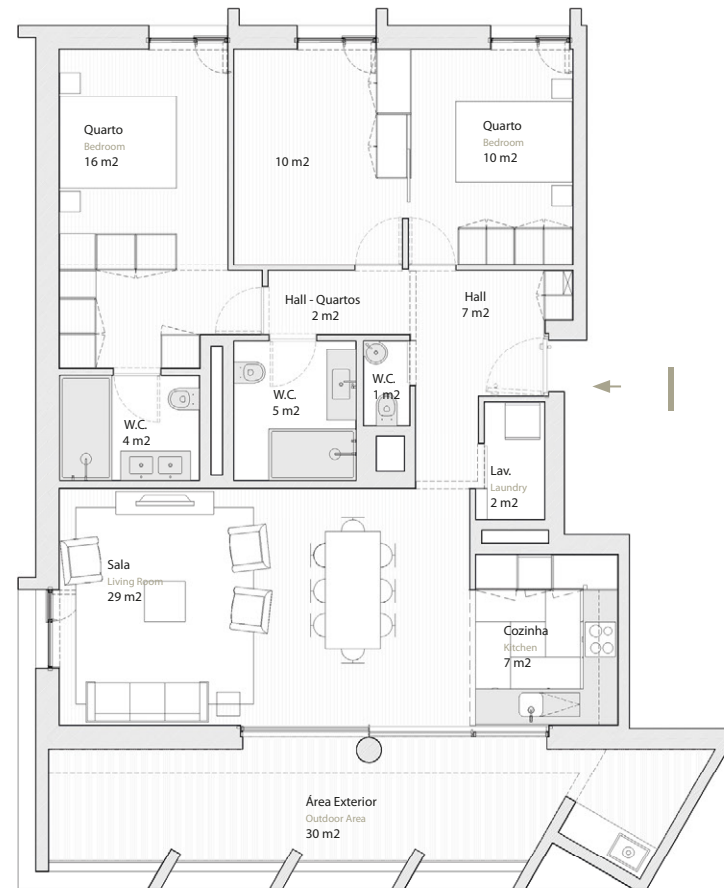 Quarto
Bedroom
16 m2
10 m2
Quarto
Bedroom
10 m2
Hall - Quartos
2 m2
Hall
7 m2
W.C.
5 m2
W.C.
1 m2
W.C.
4 m2
Lav.
Laundry
2 m2
Sala
Living Room
29 m2
Cozinha
Kitchen
7 m2
Área Exterior
Outdoor Area
30 m2